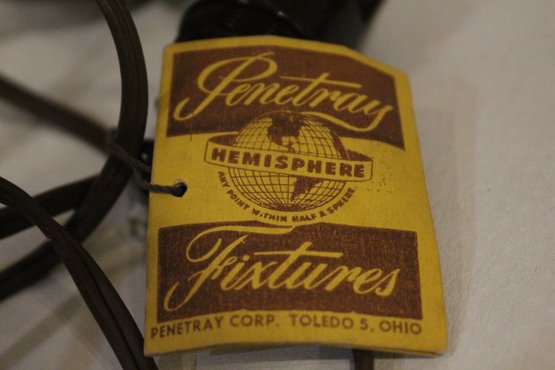 Penetray
HEMISPHERE
ANY POINT WITHIN HALF A SPHERE
Fixtures
PENETRAY CORP. TOLEDO 5, OHIO